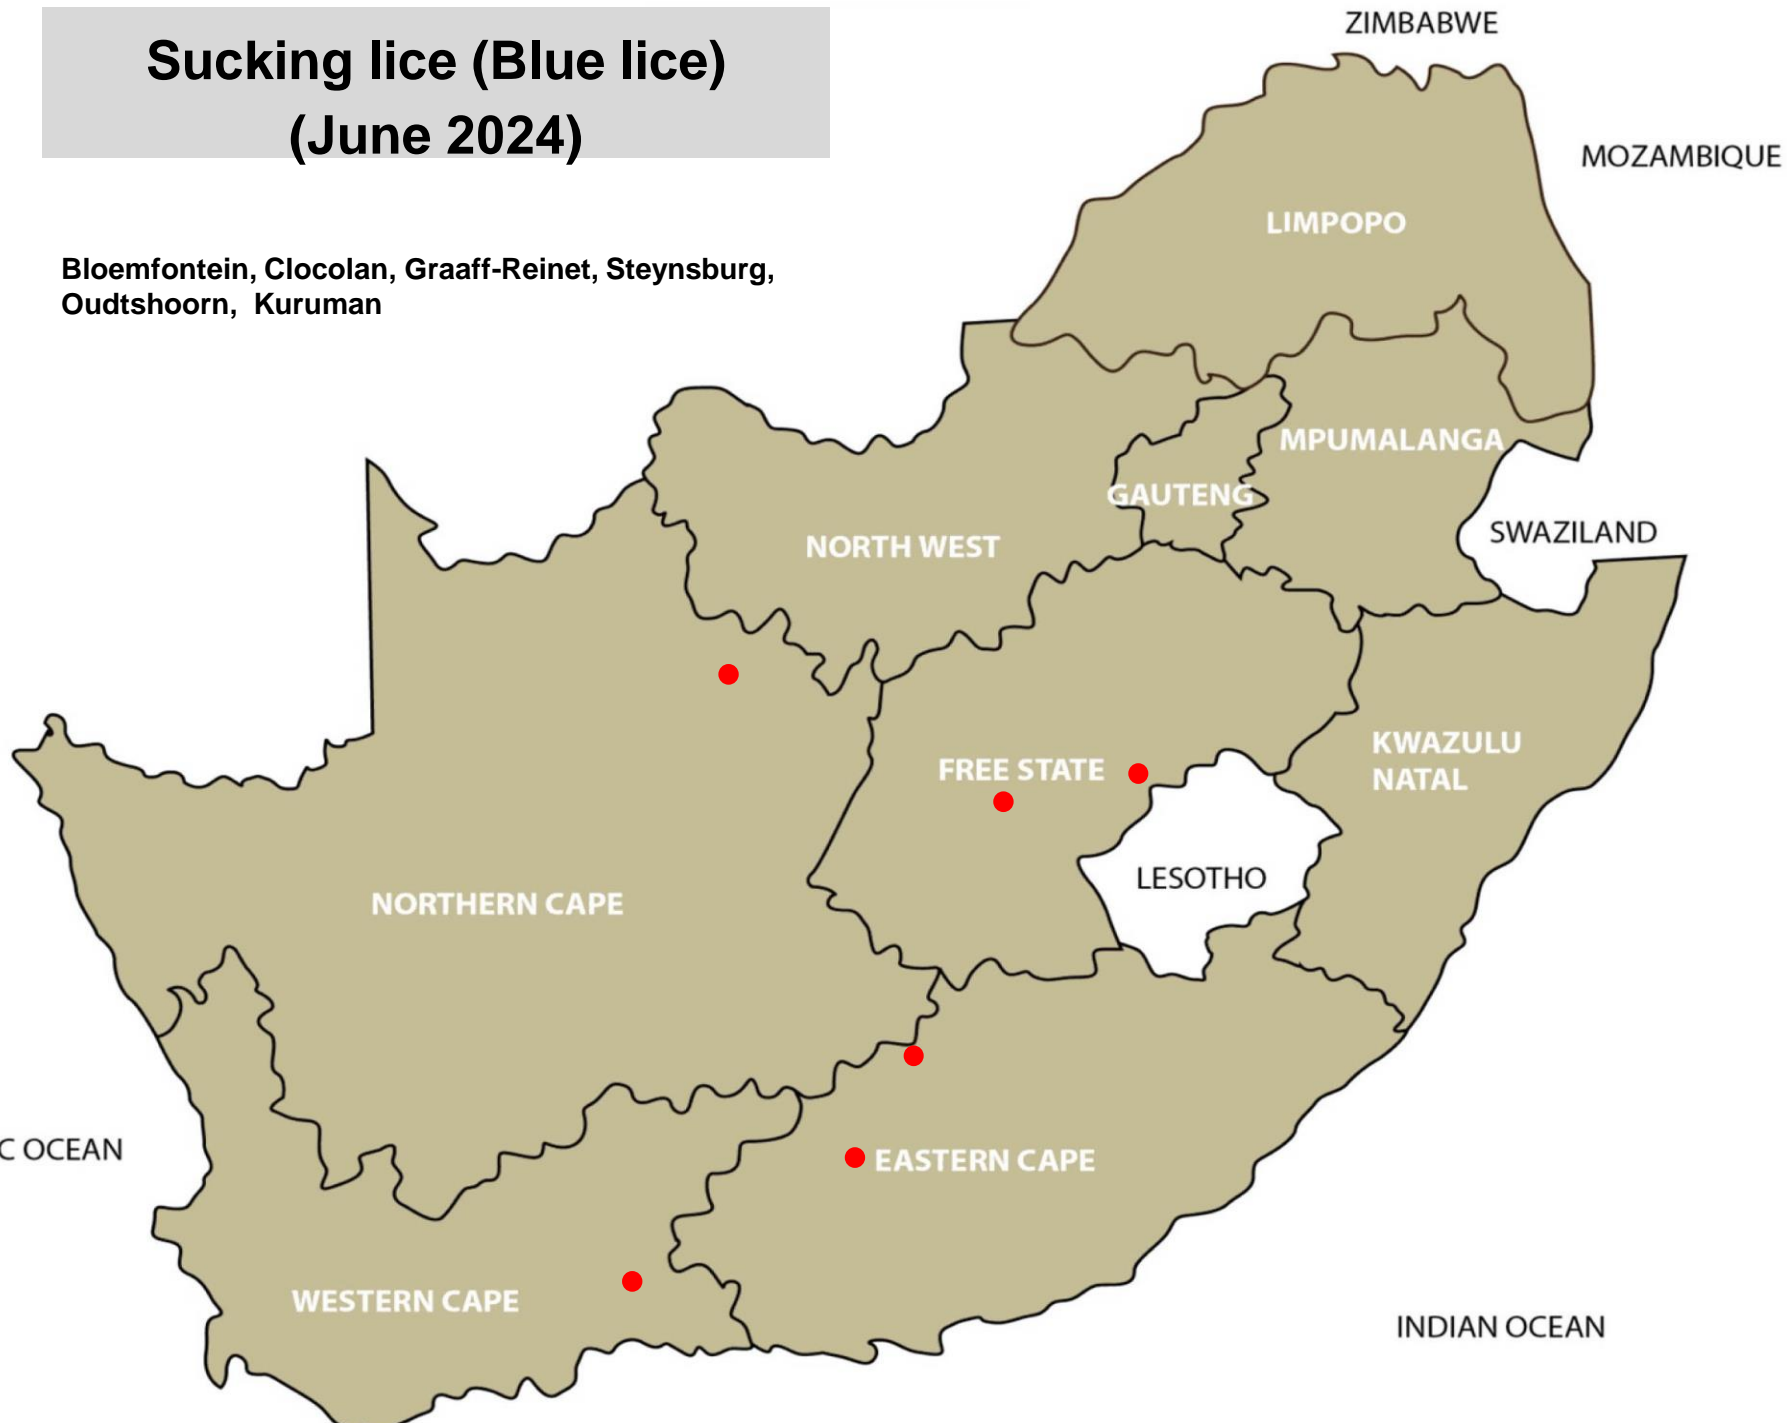 Sucking lice (Blue lice)
(June 2024)
Bloemfontein, Clocolan, Graaff-Reinet, Steynsburg,
Oudtshoorn, Kuruman
ZIMBABWE
MOZAMBIQUE
LIMPOPO
MPUMALANGA
GAUTENG
NORTH WEST
SWAZILAND
KWAZULU
NATAL
FREE STATE
LESOTHO
NORTHERN CAPE
C OCEAN
EASTERN CAPE
WESTERN CAPE
INDIAN OCEAN